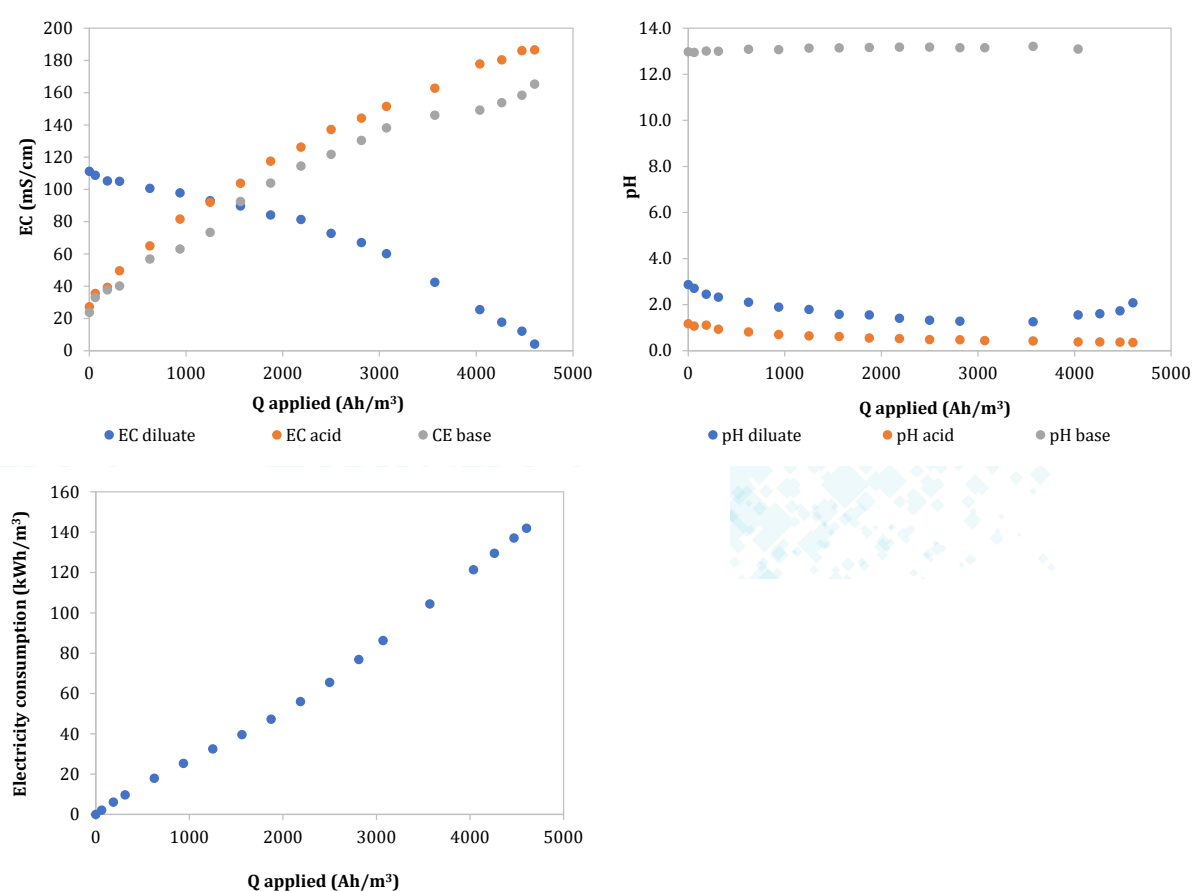 200
180
160
140
120
100
80
60
40
20
0
EC (mS/cm)
0 1000 2000 3000 4000 5000
Q applied (Ah/m³)
EC diluate EC acid CE base
14.0
12.0
10.0
8.0
6.0
4.0
2.0
0.0
pH
0 1000 2000 3000 4000 5000
Q applied (Ah/m³)
pH diluate pH acid pH base
160
140
120
100
80
60
40
20
0
Electricity consumption (kWh/m³)
0 1000 2000 3000 4000 5000
Q applied (Ah/m³)